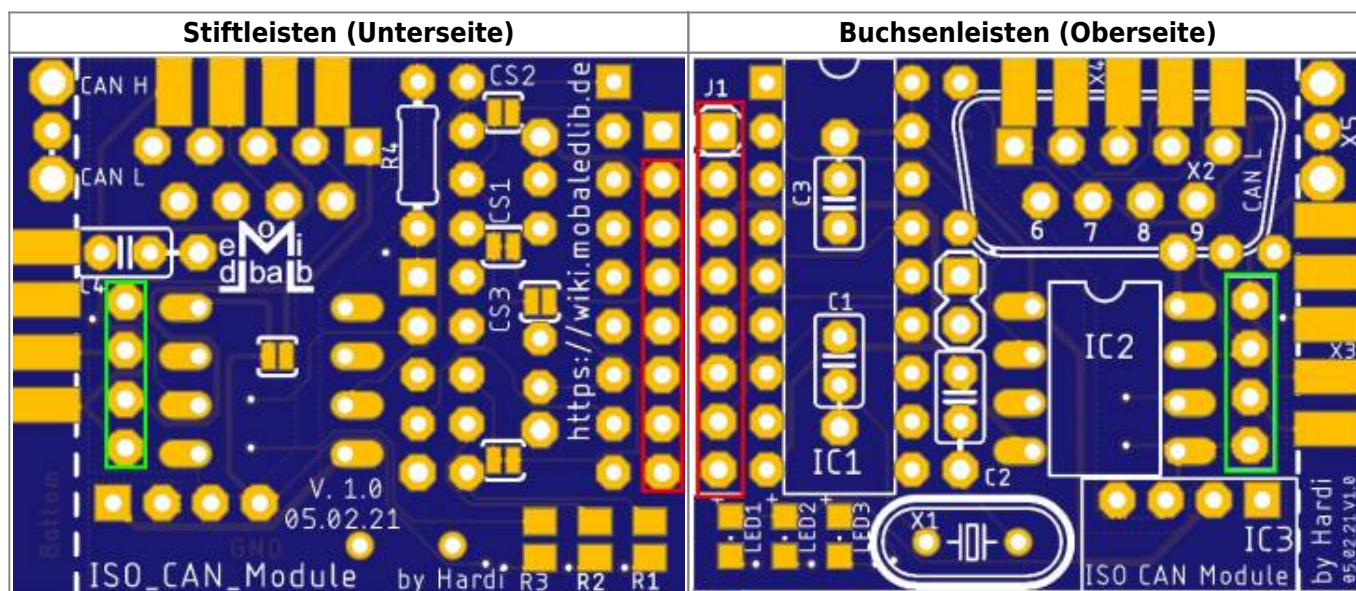 Stiftleisten (Unterseite)
CAN H
CAN L
R4
CS2
CS1
CS3
https://wiki.mobaledlib.de
Mobaledlib
C4
V. 1.0
05.02.21
Bottom
GND
ISO_CAN_Module
by Hardi
R3
R2
R1
Buchsenleisten (Oberseite)
J1
X4
X5
C3
CAN L
X2
6 7 8 9
C1
IC2
X3
IC1
C2
LED1
LED2
LED3
X1
IC3
ISO CAN Module
by Hardi
05.02.21 V1.0